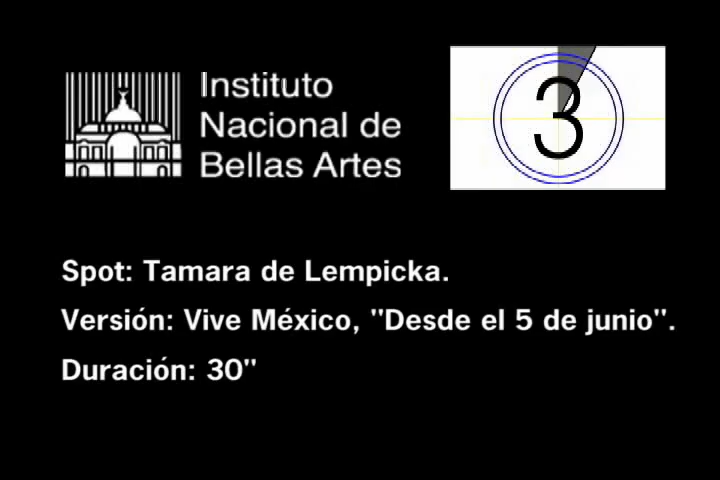 Instituto
Nacional de
Bellas Artes
3
Spot: Tamara de Lempicka.
Versión: Vive México, "Desde el 5 de junio".
Duración: 30"